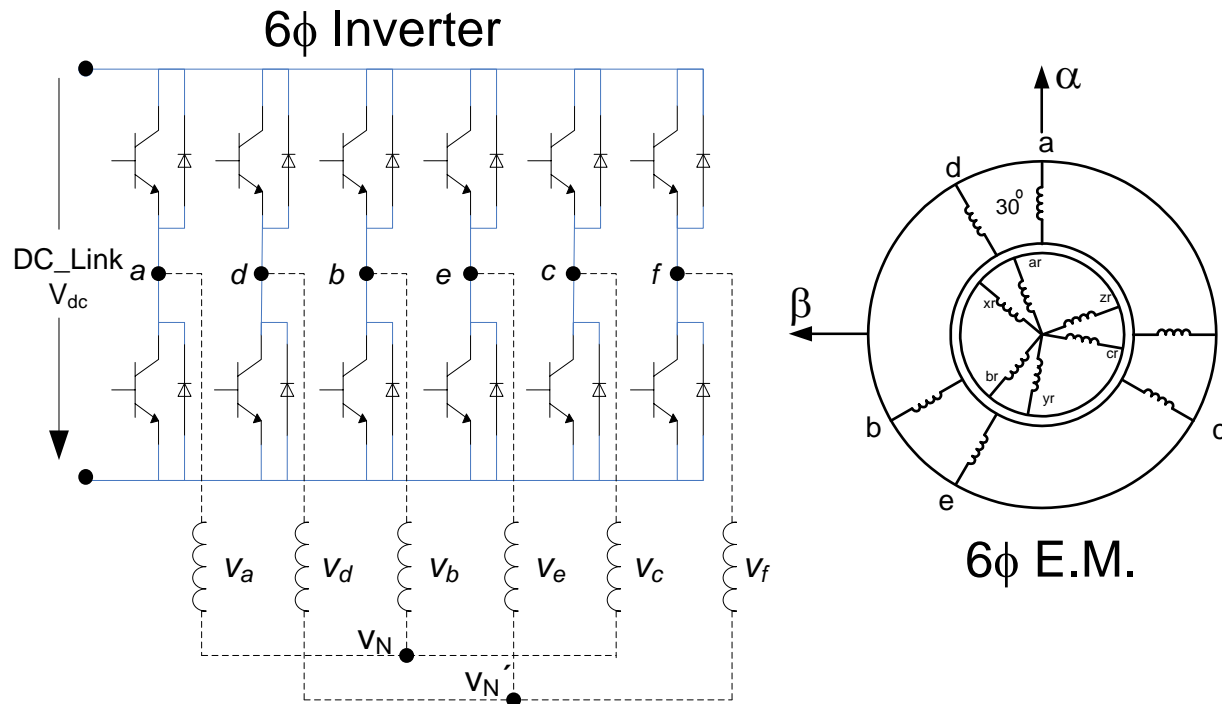 6ϕ Inverter
DC_Link
Vdc
a
d
b
e
c
f
va
vd
vb
ve
vc
vf
vN
vN´
α
a
d
30o
ar
xr
zr
β
cr
br
yr
b
c
e
6ϕ E.M.